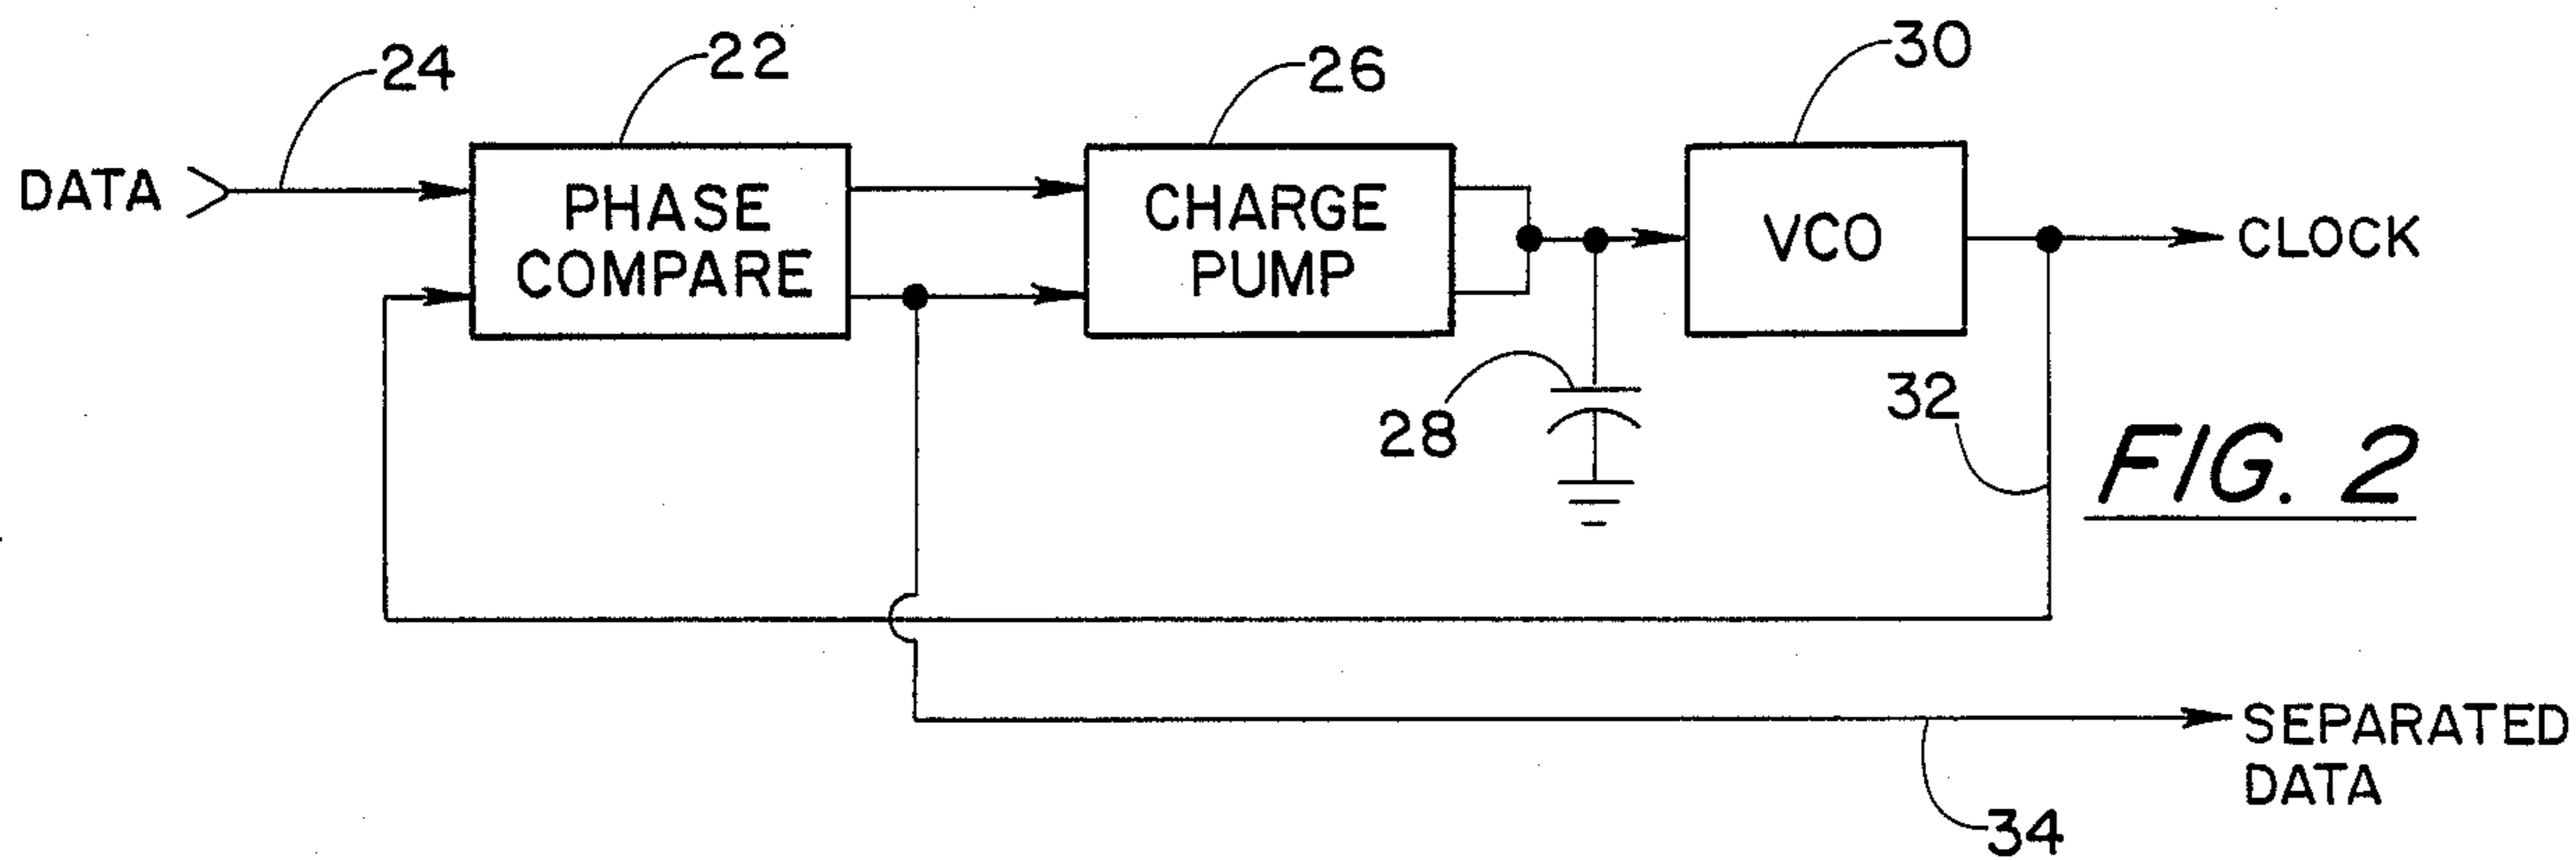 24
22
26
30
DATA
PHASE
COMPARE
CHARGE
PUMP
VCO
CLOCK
28
32
FIG. 2
SEPARATED
DATA
34